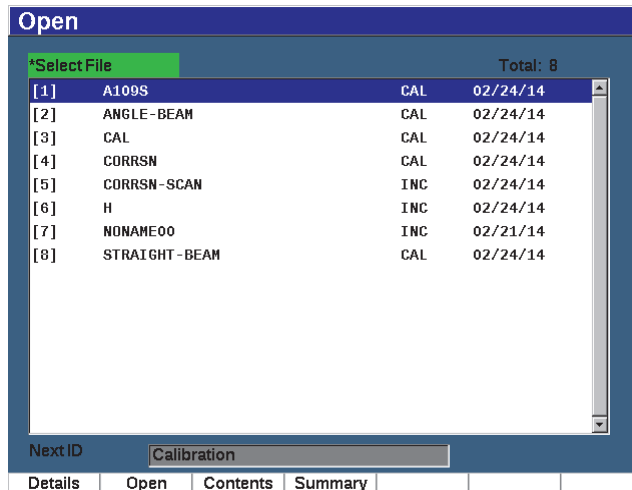 Open
*Select File Total: 8
[1] A109S CAL 02/24/14
[2] ANGLE-BEAM CAL 02/24/14
[3] CAL CAL 02/24/14
[4] CORRSN CAL 02/24/14
[5] CORRSN-SCAN INC 02/24/14
[6] H INC 02/24/14
[7] NONAME00 INC 02/21/14
[8] STRAIGHT-BEAM CAL 02/24/14
Next ID Calibration
Details Open Contents Summary